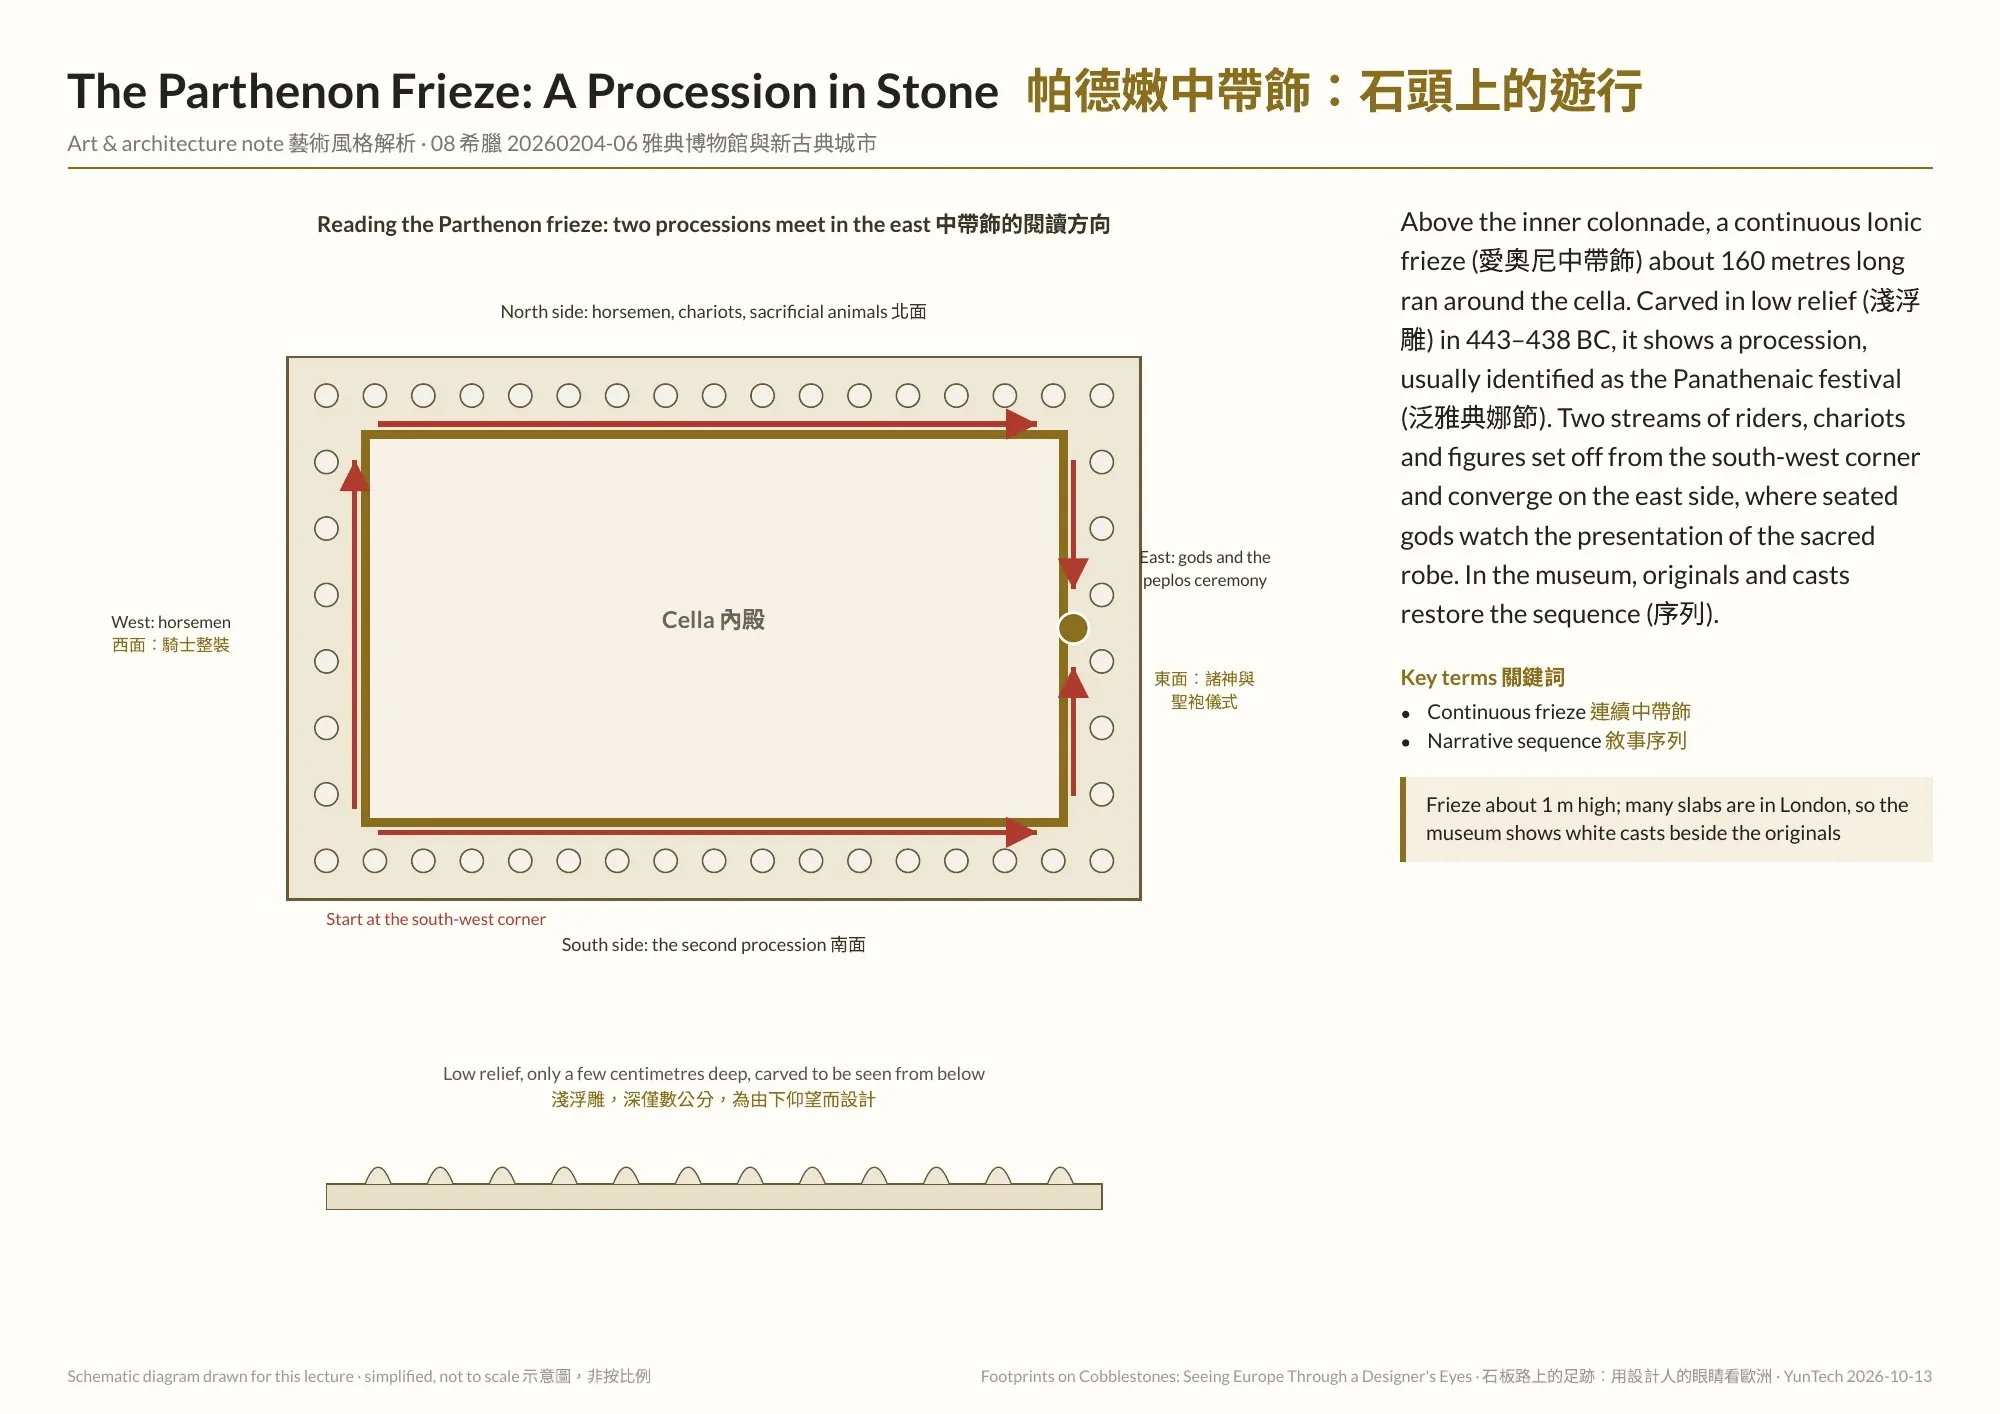 The Parthenon Frieze: A Procession in Stone 帕德嫩中帶飾：石頭上的遊行
Art & architecture note 藝術風格解析 · 08 希臘 20260204-06 雅典博物館與新古典城市
Reading the Parthenon frieze: two processions meet in the east 中帶飾的閱讀方向
North side: horsemen, chariots, sacrificial animals 北面
West: horsemen
西面：騎士整裝
Cella 內殿
East: gods and the
peplos ceremony
東面：諸神與
聖袍儀式
Start at the south-west corner
South side: the second procession 南面
Low relief, only a few centimetres deep, carved to be seen from below
淺浮雕，深僅數公分，為由下仰望而設計
Above the inner colonnade, a continuous Ionic
frieze (愛奧尼中帶飾) about 160 metres long
ran around the cella. Carved in low relief (淺浮
雕) in 443–438 BC, it shows a procession,
usually identified as the Panathenaic festival
(泛雅典娜節). Two streams of riders, chariots
and figures set off from the south-west corner
and converge on the east side, where seated
gods watch the presentation of the sacred
robe. In the museum, originals and casts
restore the sequence (序列).
Key terms 關鍵詞
• Continuous frieze 連續中帶飾
• Narrative sequence 敘事序列
Frieze about 1 m high; many slabs are in London, so the
museum shows white casts beside the originals
Schematic diagram drawn for this lecture · simplified, not to scale 示意圖，非按比例
Footprints on Cobblestones: Seeing Europe Through a Designer's Eyes · 石板路上的足跡：用設計人的眼睛看歐洲 · YunTech 2026-10-13